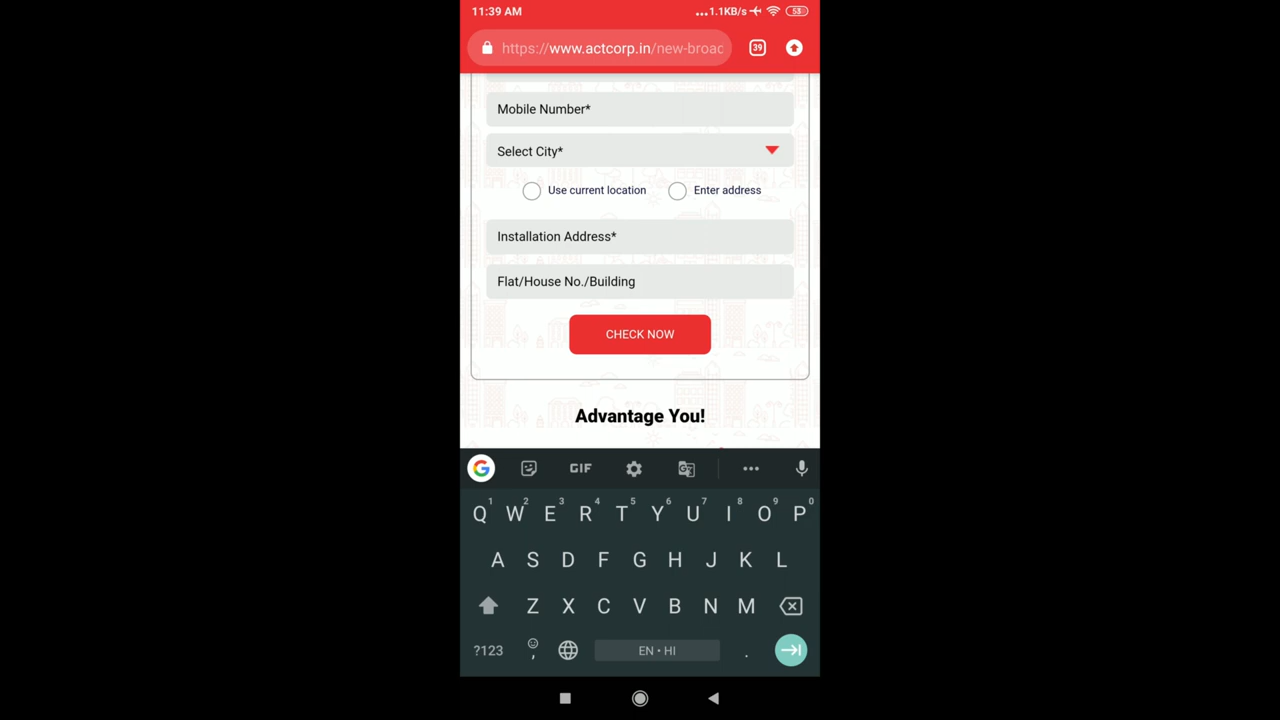 11:39 AM
...1.1KB/s
53
https://www.actcorp.in/new-broac
39
Mobile Number*
Select City*
Use current location
Enter address
Installation Address*
Flat/House No./Building
CHECK NOW
Advantage You!
G GIF
1 2 3 4 5 6 7 8 9 0
Q W E R T Y U I O P
A S D F G H J K L
Z X C V B N M
?123 , EN • HI .